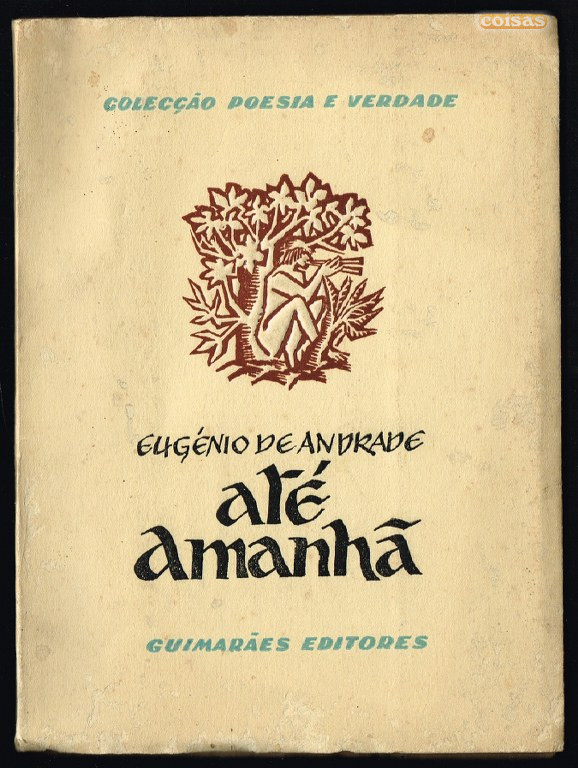 coisas
COLECÇÃO POESIA E VERDADE
EUGÉNIO DE ANDRADE
até
amanhã
GUIMARÃES EDITORES